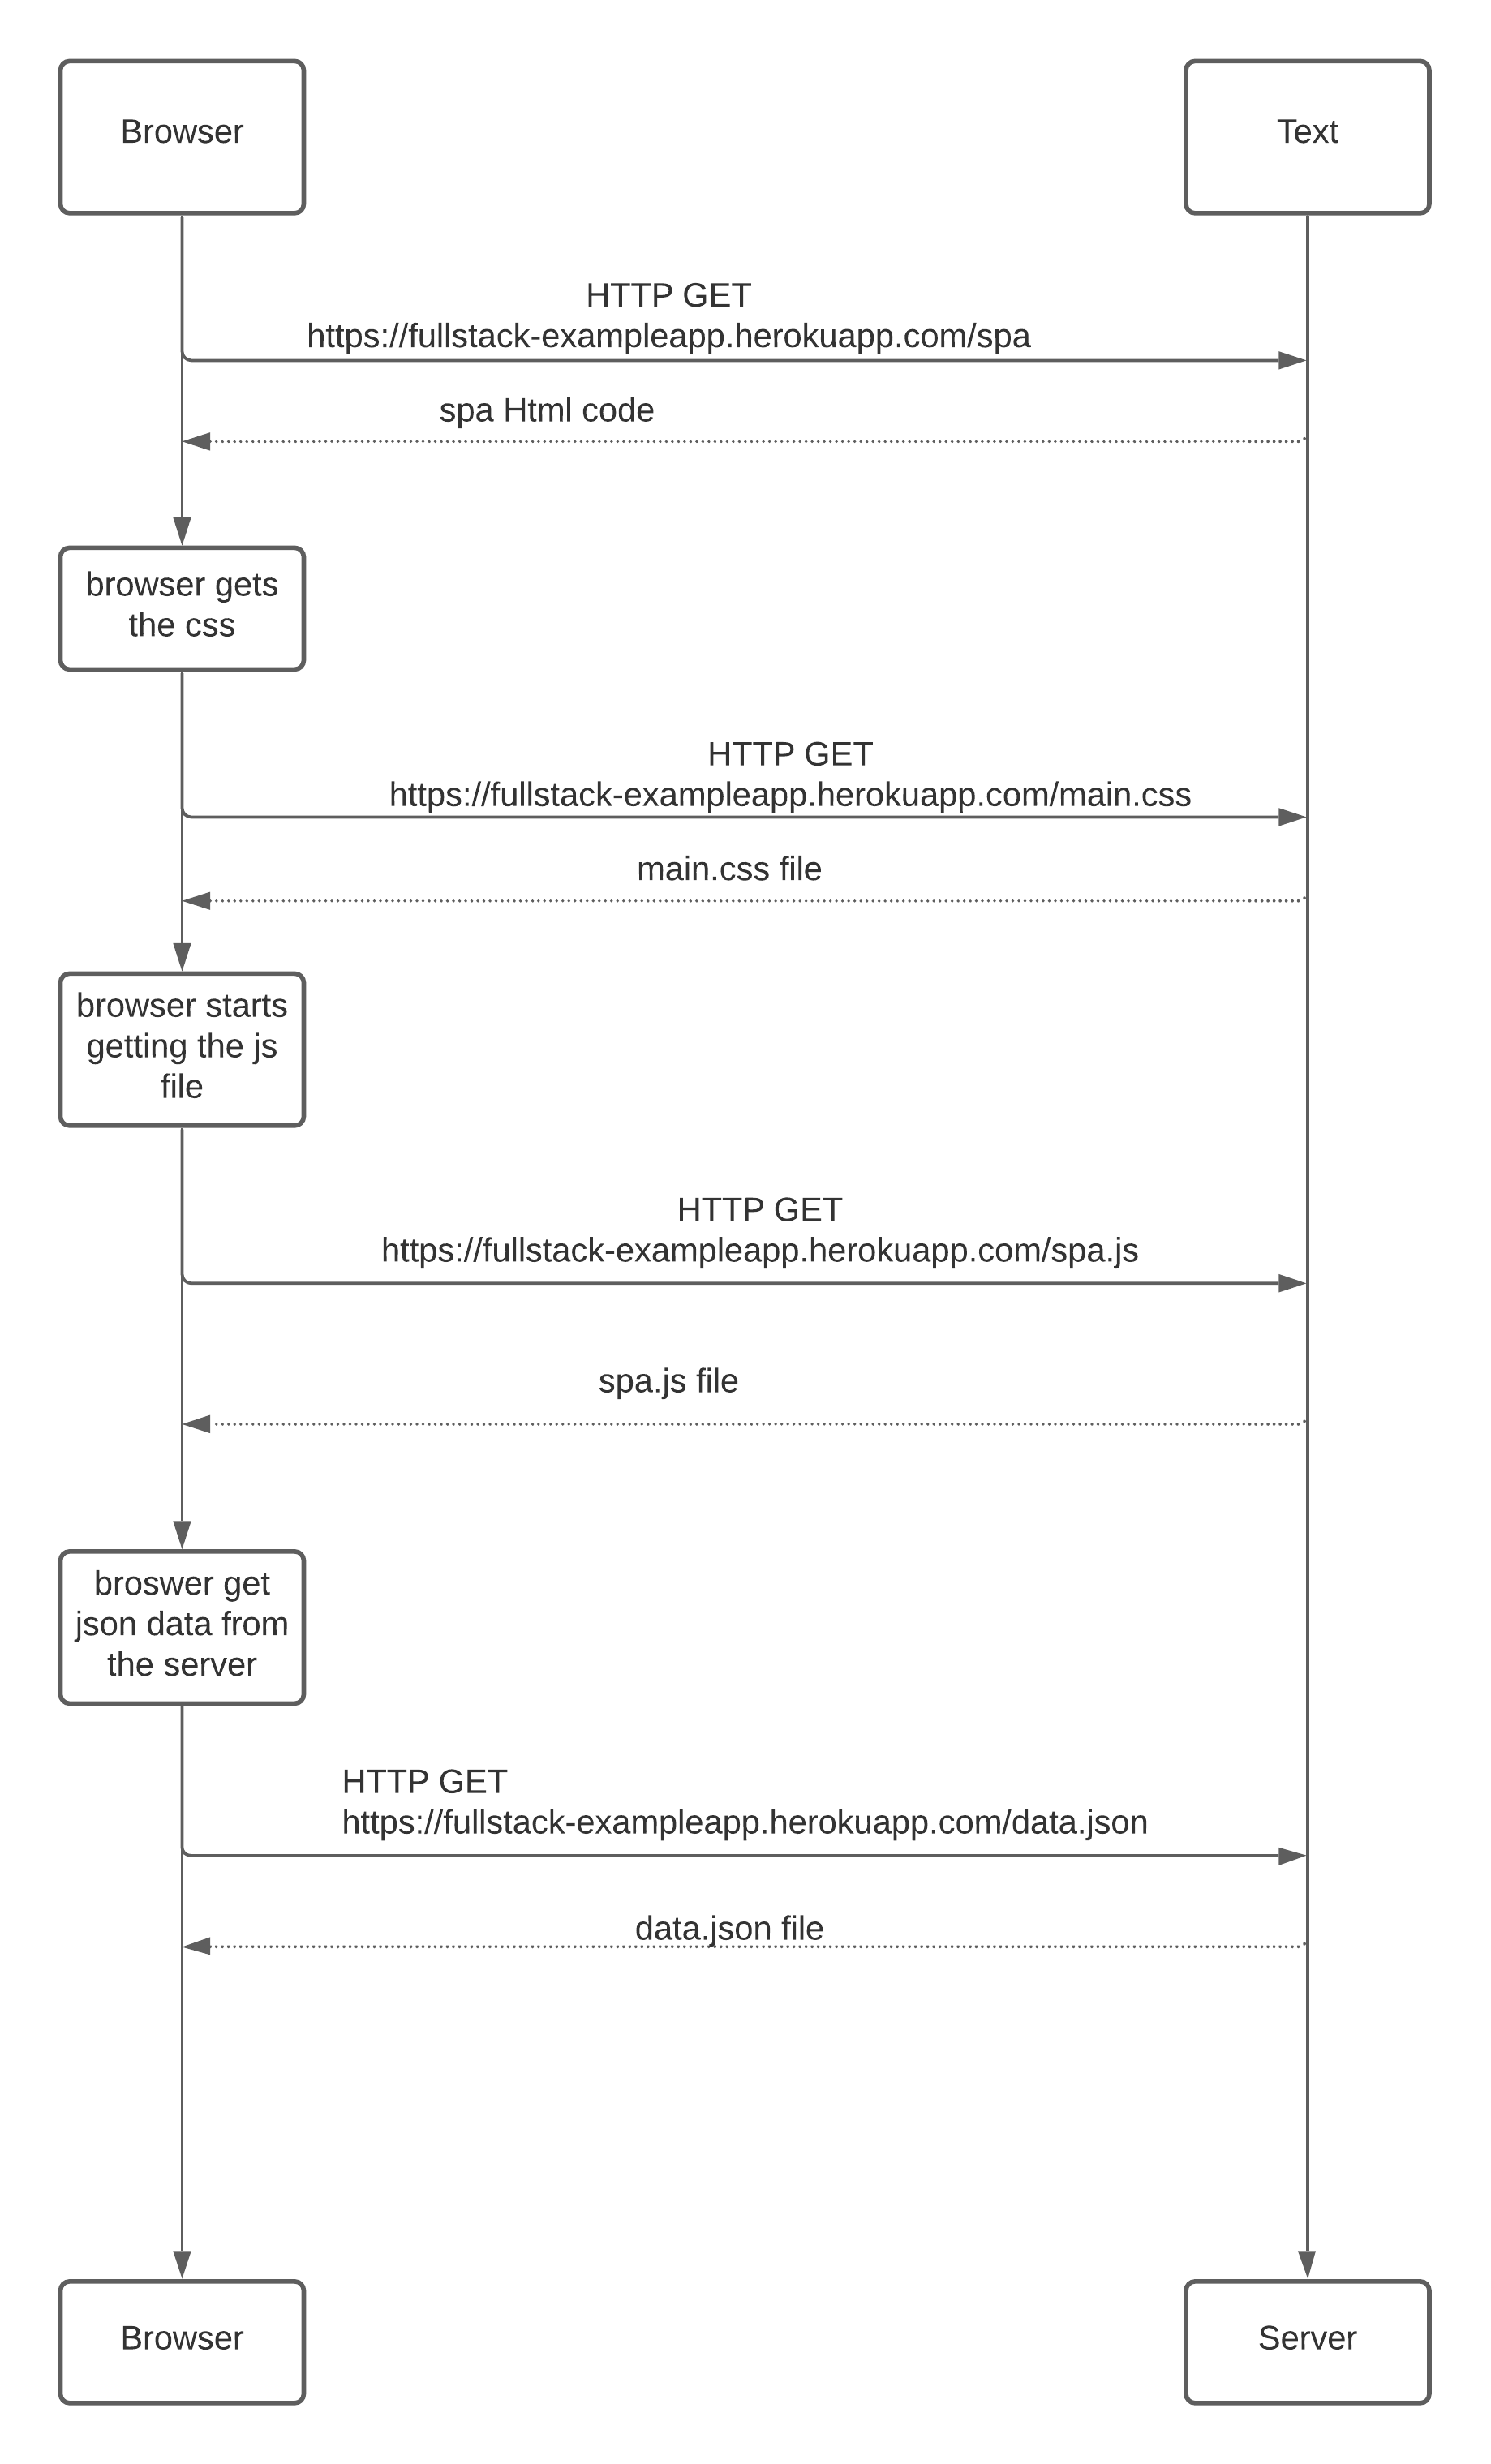 Browser
Text
HTTP GET
https://fullstack-exampleapp.herokuapp.com/spa
spa Html code
browser gets
the css
HTTP GET
https://fullstack-exampleapp.herokuapp.com/main.css
main.css file
browser starts
getting the js
file
HTTP GET
https://fullstack-exampleapp.herokuapp.com/spa.js
spa.js file
broswer get
json data from
the server
HTTP GET
https://fullstack-exampleapp.herokuapp.com/data.json
data.json file
Browser
Server